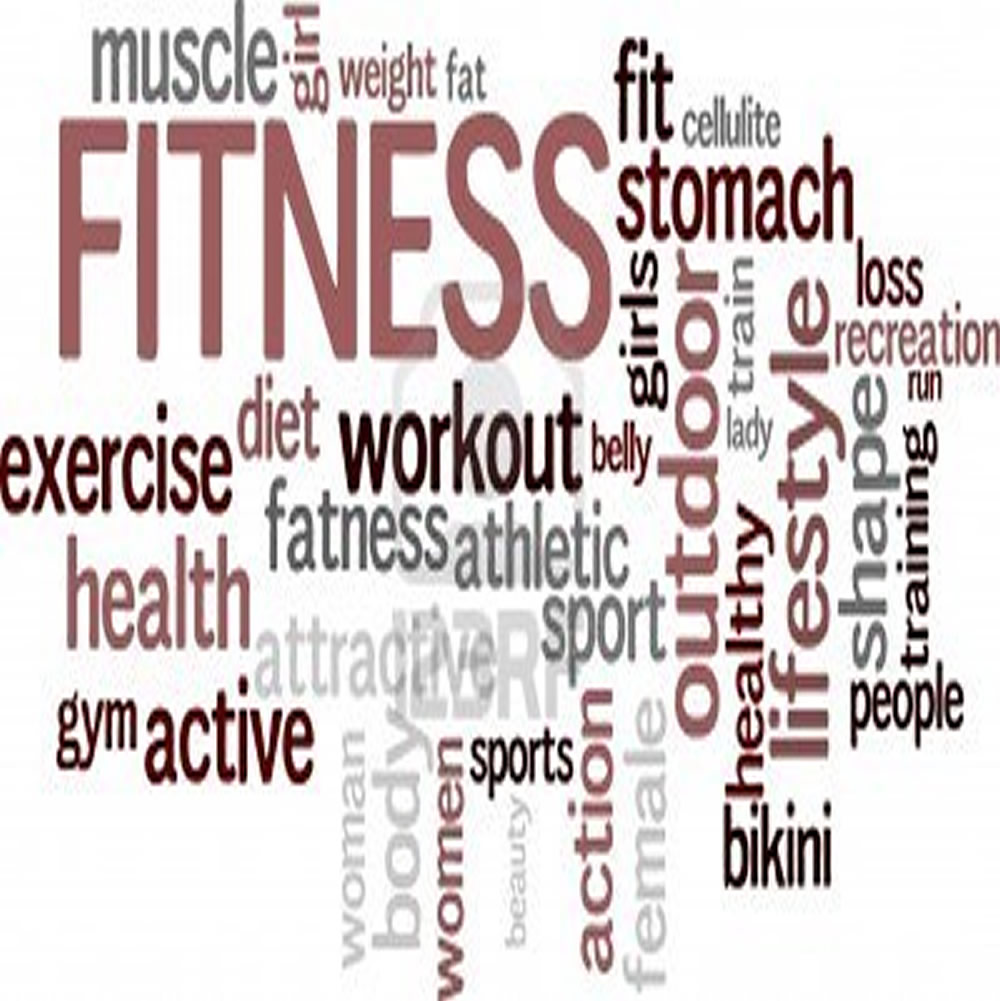 muscle
girl
weight
fat
fit
cellulite
FITNESS
stomach
girls
outdoor
train
lady
lifestyle
loss
recreation
run
shape
training
exercise
diet
workout
belly
fatness
athletic
health
attractive
sport
healthy
people
gym
active
sports
woman
body
women
beauty
action
female
bikini